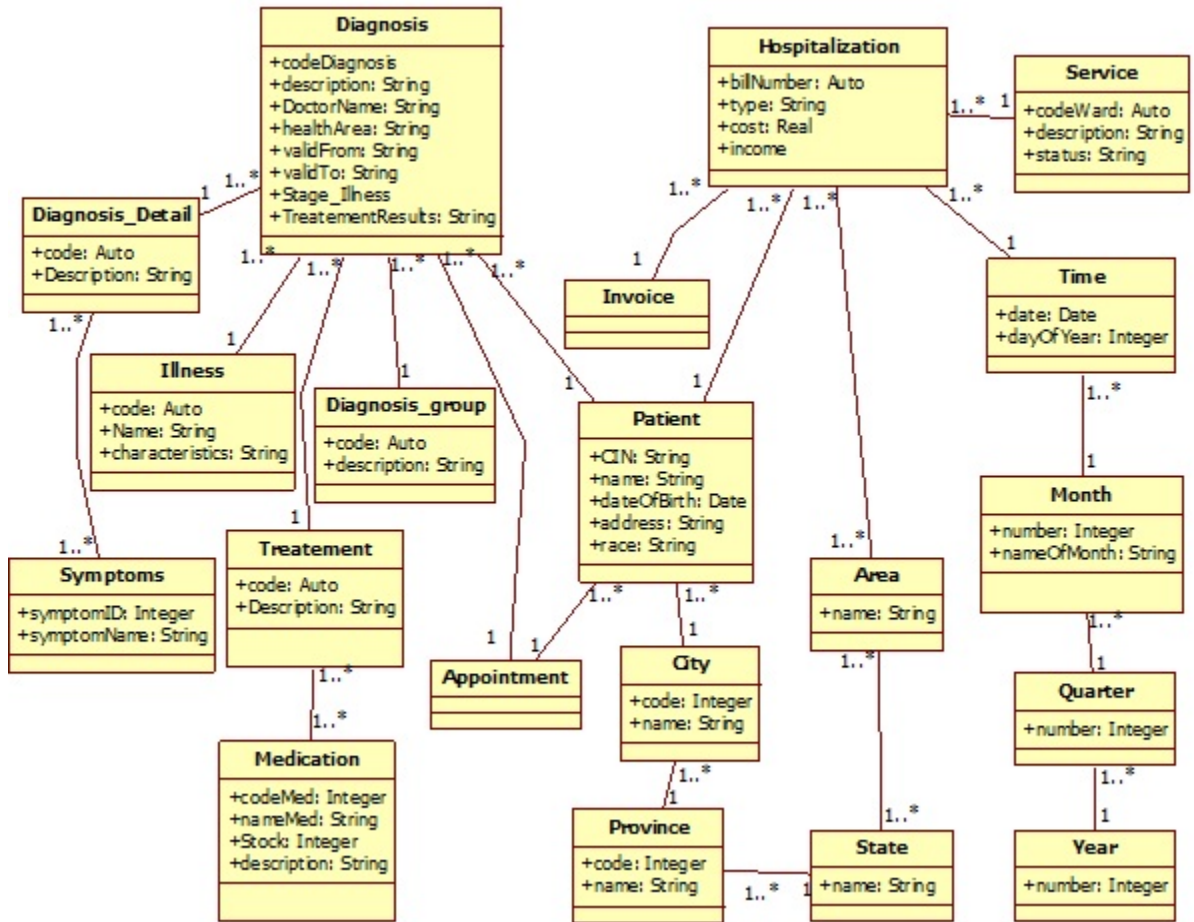 Diagnosis
+codeDiagnosis
+description: String
+DoctorName: String
+healthArea: String
+validFrom: String
+validTo: String
+Stage_Illness
+TreatementResults: String
Hospitalization
+billNumber: Auto
+type: String
+cost: Real
+income
Service
+codeWard: Auto
+description: String
+status: String
1..*
1
1
1..*
Diagnosis_Detail
+code: Auto
+Description: String
1..*
1..*
1..*
1..*
1..*
1..*
1..*
1..*
1..*
1..*
1
1
Invoice
Time
+date: Date
+dayOfYear: Integer
1..*
1
Illness
+code: Auto
+Name: String
+characteristics: String
1
Diagnosis_group
+code: Auto
+description: String
1
1
Patient
+CIN: String
+name: String
+dateOfBirth: Date
+address: String
+race: String
1..*
1
Month
+number: Integer
+nameOfMonth: String
1
Treatement
+code: Auto
+Description: String
1..*
Symptoms
+symptomID: Integer
+symptomName: String
1..*
Area
+name: String
1..*
1..*
1..*
1
1
1
Appointment
City
+code: Integer
+name: String
1..*
1
Quarter
+number: Integer
1..*
1..*
Medication
+codeMed: Integer
+nameMed: String
+Stock: Integer
+description: String
1..*
1
Province
+code: Integer
+name: String
1..*
1
1..*
State
+name: String
1..*
1
Year
+number: Integer